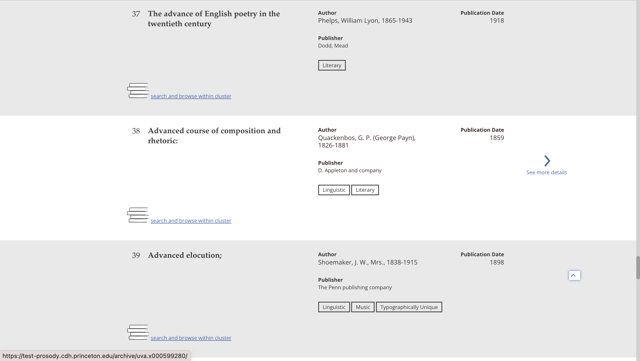 37 The advance of English poetry in the
twentieth century
Author
Phelps, William Lyon, 1865-1943
Publisher
Dodd, Mead
Literary
Publication Date
1918
search and browse within cluster
38 Advanced course of composition and
rhetoric:
Author
Quackenbos, G. P. (George Payn),
1826-1881
Publisher
D. Appleton and company
Linguistic Literary
Publication Date
1859
See more details
search and browse within cluster
39 Advanced elocution;
Author
Shoemaker, J. W., Mrs., 1838-1915
Publisher
The Penn publishing company
Linguistic Music Typographically Unique
Publication Date
1898
search and browse within cluster
https://test-prosody.cdh.princeton.edu/archive/uva.x000599280/